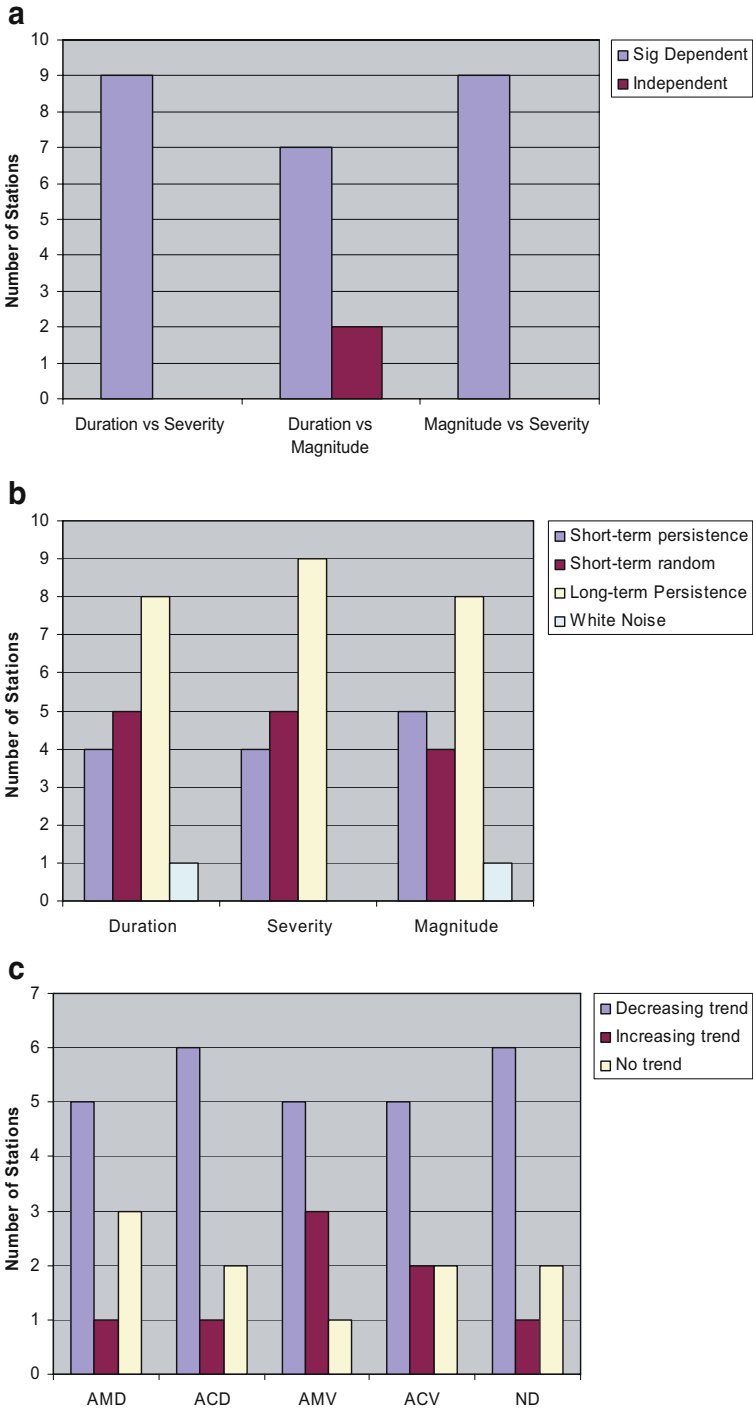 a
10
9
8
7
6
5
4
3
2
1
0
Number of Stations
Duration vs Severity
Duration vs
Magnitude
Magnitude vs Severity
Sig Dependent
Independent
b
10
9
8
7
6
5
4
3
2
1
0
Number of Stations
Duration
Severity
Magnitude
Short-term persistence
Short-term random
Long-term Persistence
White Noise
c
7
6
5
4
3
2
1
0
Number of Stations
AMD
ACD
AMV
ACV
ND
Decreasing trend
Increasing trend
No trend